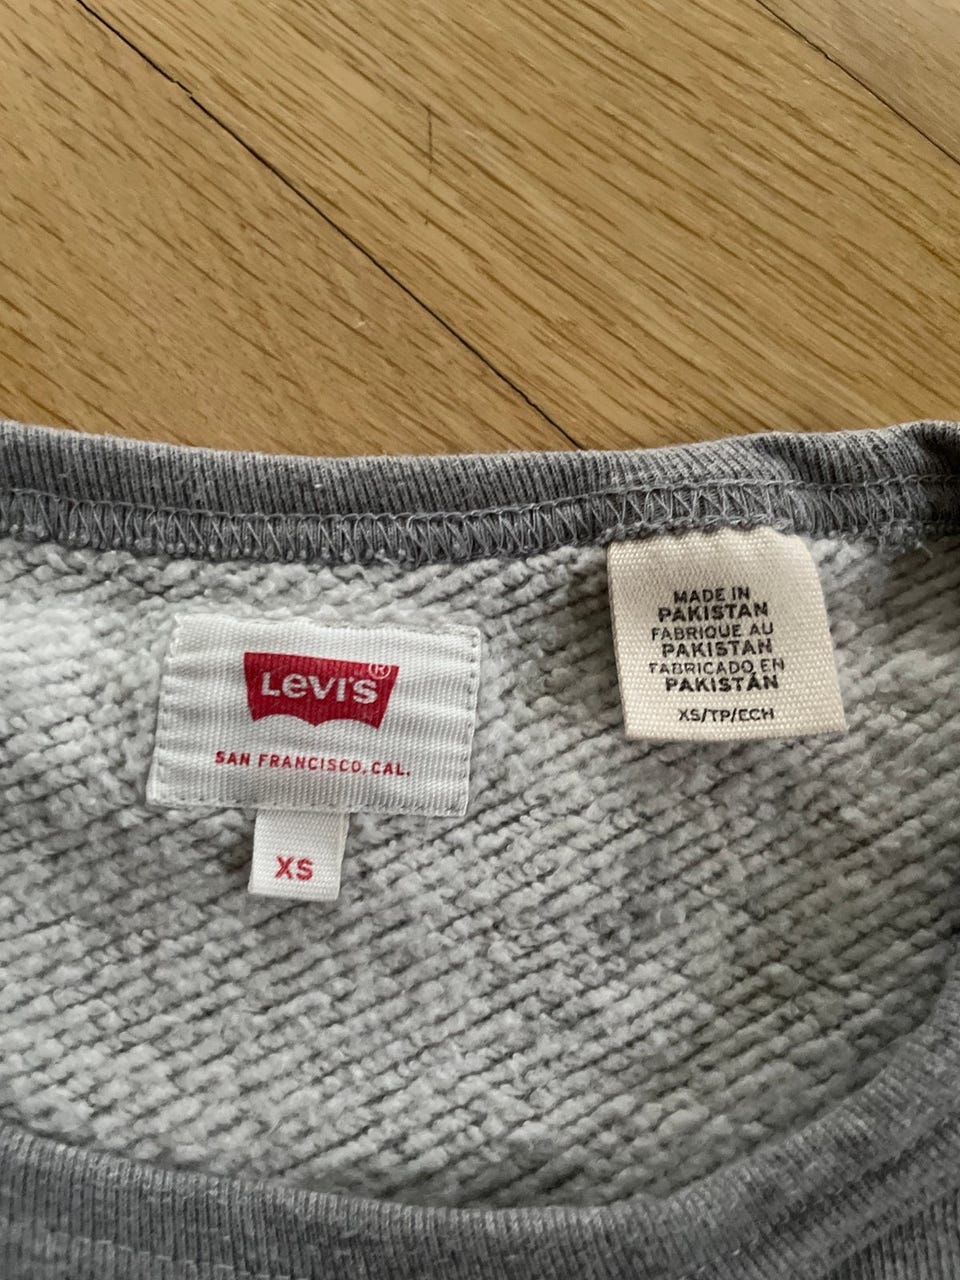 LEVI'S®
SAN FRANCISCO, CAL.
XS
MADE IN
PAKISTAN
FABRIQUE AU
PAKISTAN
FABRICADO EN
PAKISTÁN
XS/TP/ECH